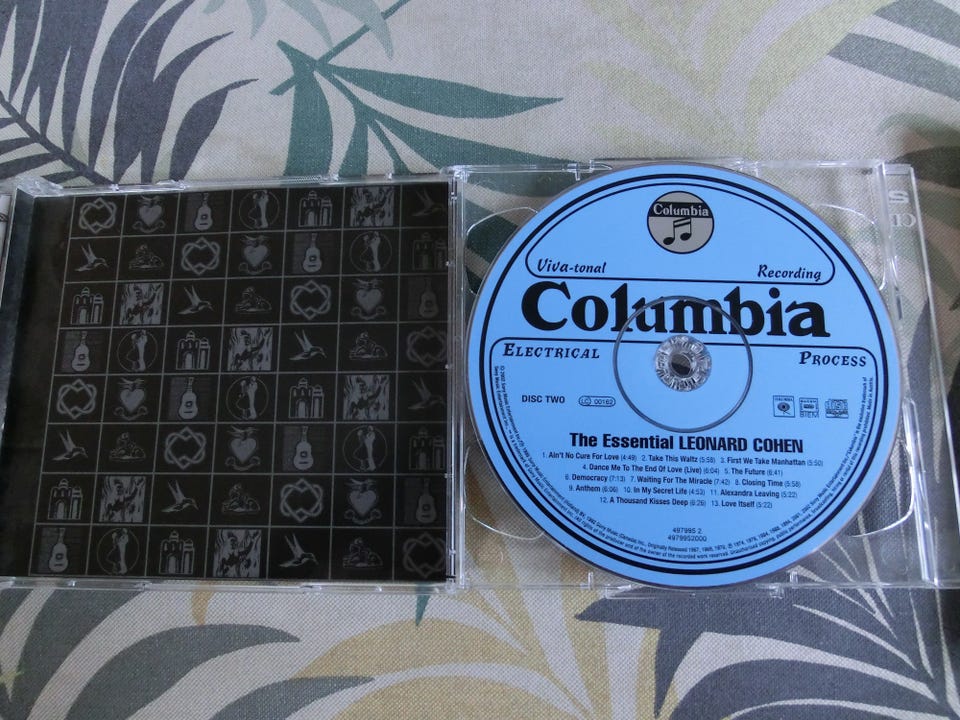 Columbia
Viva-tonal Recording
Columbia
ELECTRICAL PROCESS
DISC TWO LC 00162
The Essential LEONARD COHEN
1. Ain't No Cure For Love (4:49) 2. Take This Waltz (5:58) 3. First We Take Manhattan (5:50)
4. Dance Me To The End Of Love (Live) (6:04) 5. The Future (6:41)
6. Democracy (7:13) 7. Waiting For The Miracle (7:42) 8. Closing Time (5:58)
9. Anthem (6:06) 10. In My Secret Life (4:53) 11. Alexandra Leaving (5:22)
12. A Thousand Kisses Deep (6:26) 13. Love Itself (5:22)
497995 2
4979952000